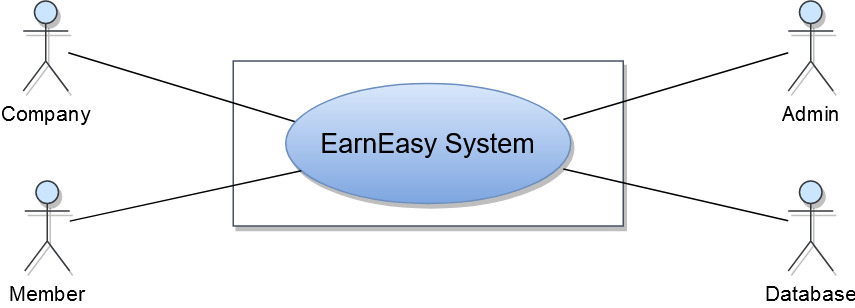 Company
Admin
EarnEasy System
Member
Database